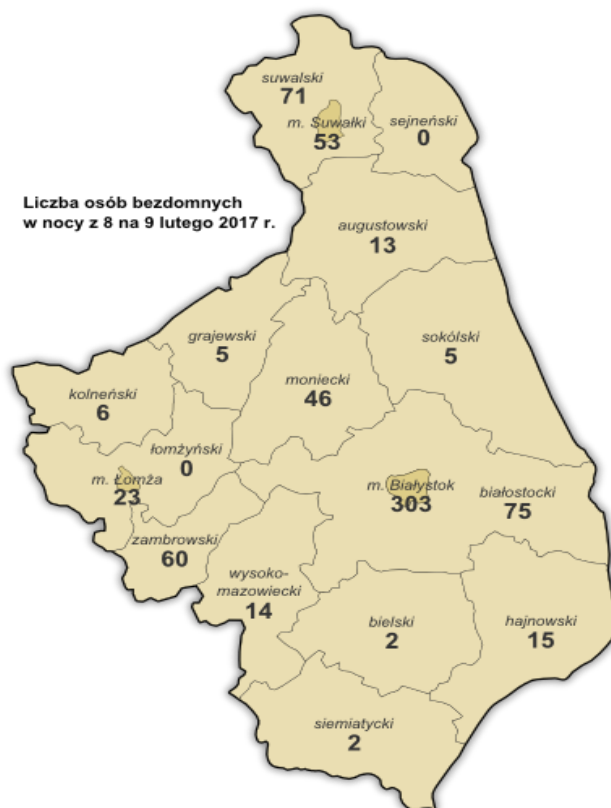 suwalski
71
m. Suwałki
53
sejneński
0
Liczba osób bezdomnych
w nocy z 8 na 9 lutego 2017 r.
augustowski
13
grajewski
5
sokólski
5
moniecki
46
kolneński
6
łomżyński
0
m. Łomża
23
m. Białystok
303
białostocki
75
zambrowski
60
wysoko-
mazowiecki
14
bielski
2
hajnowski
15
siemiatycki
2